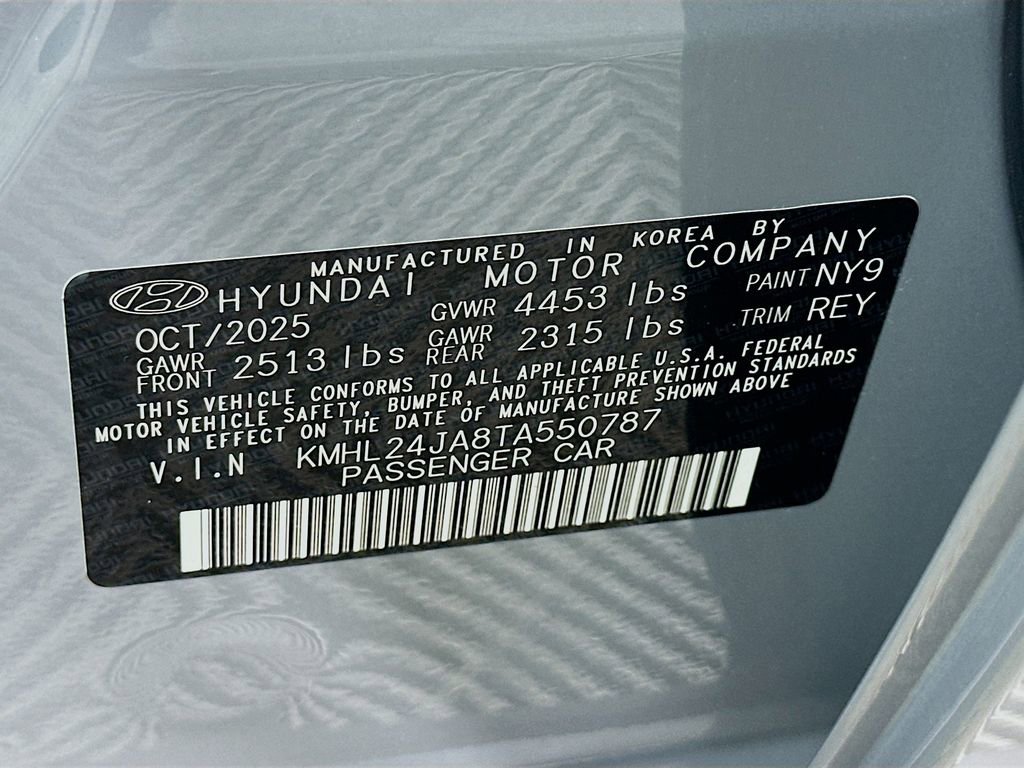 MANUFACTURED IN KOREA BY
HYUNDAI MOTOR COMPANY
OCT/2025 GVWR 4453 lbs PAINT NY9
GAWR FRONT 2513 lbs GAWR REAR 2315 lbs TRIM REY
THIS VEHICLE CONFORMS TO ALL APPLICABLE U.S.A. FEDERAL
MOTOR VEHICLE SAFETY, BUMPER, AND THEFT PREVENTION STANDARDS
IN EFFECT ON THE DATE OF MANUFACTURE SHOWN ABOVE
V.I.N KMHL24JA8TA550787
PASSENGER CAR